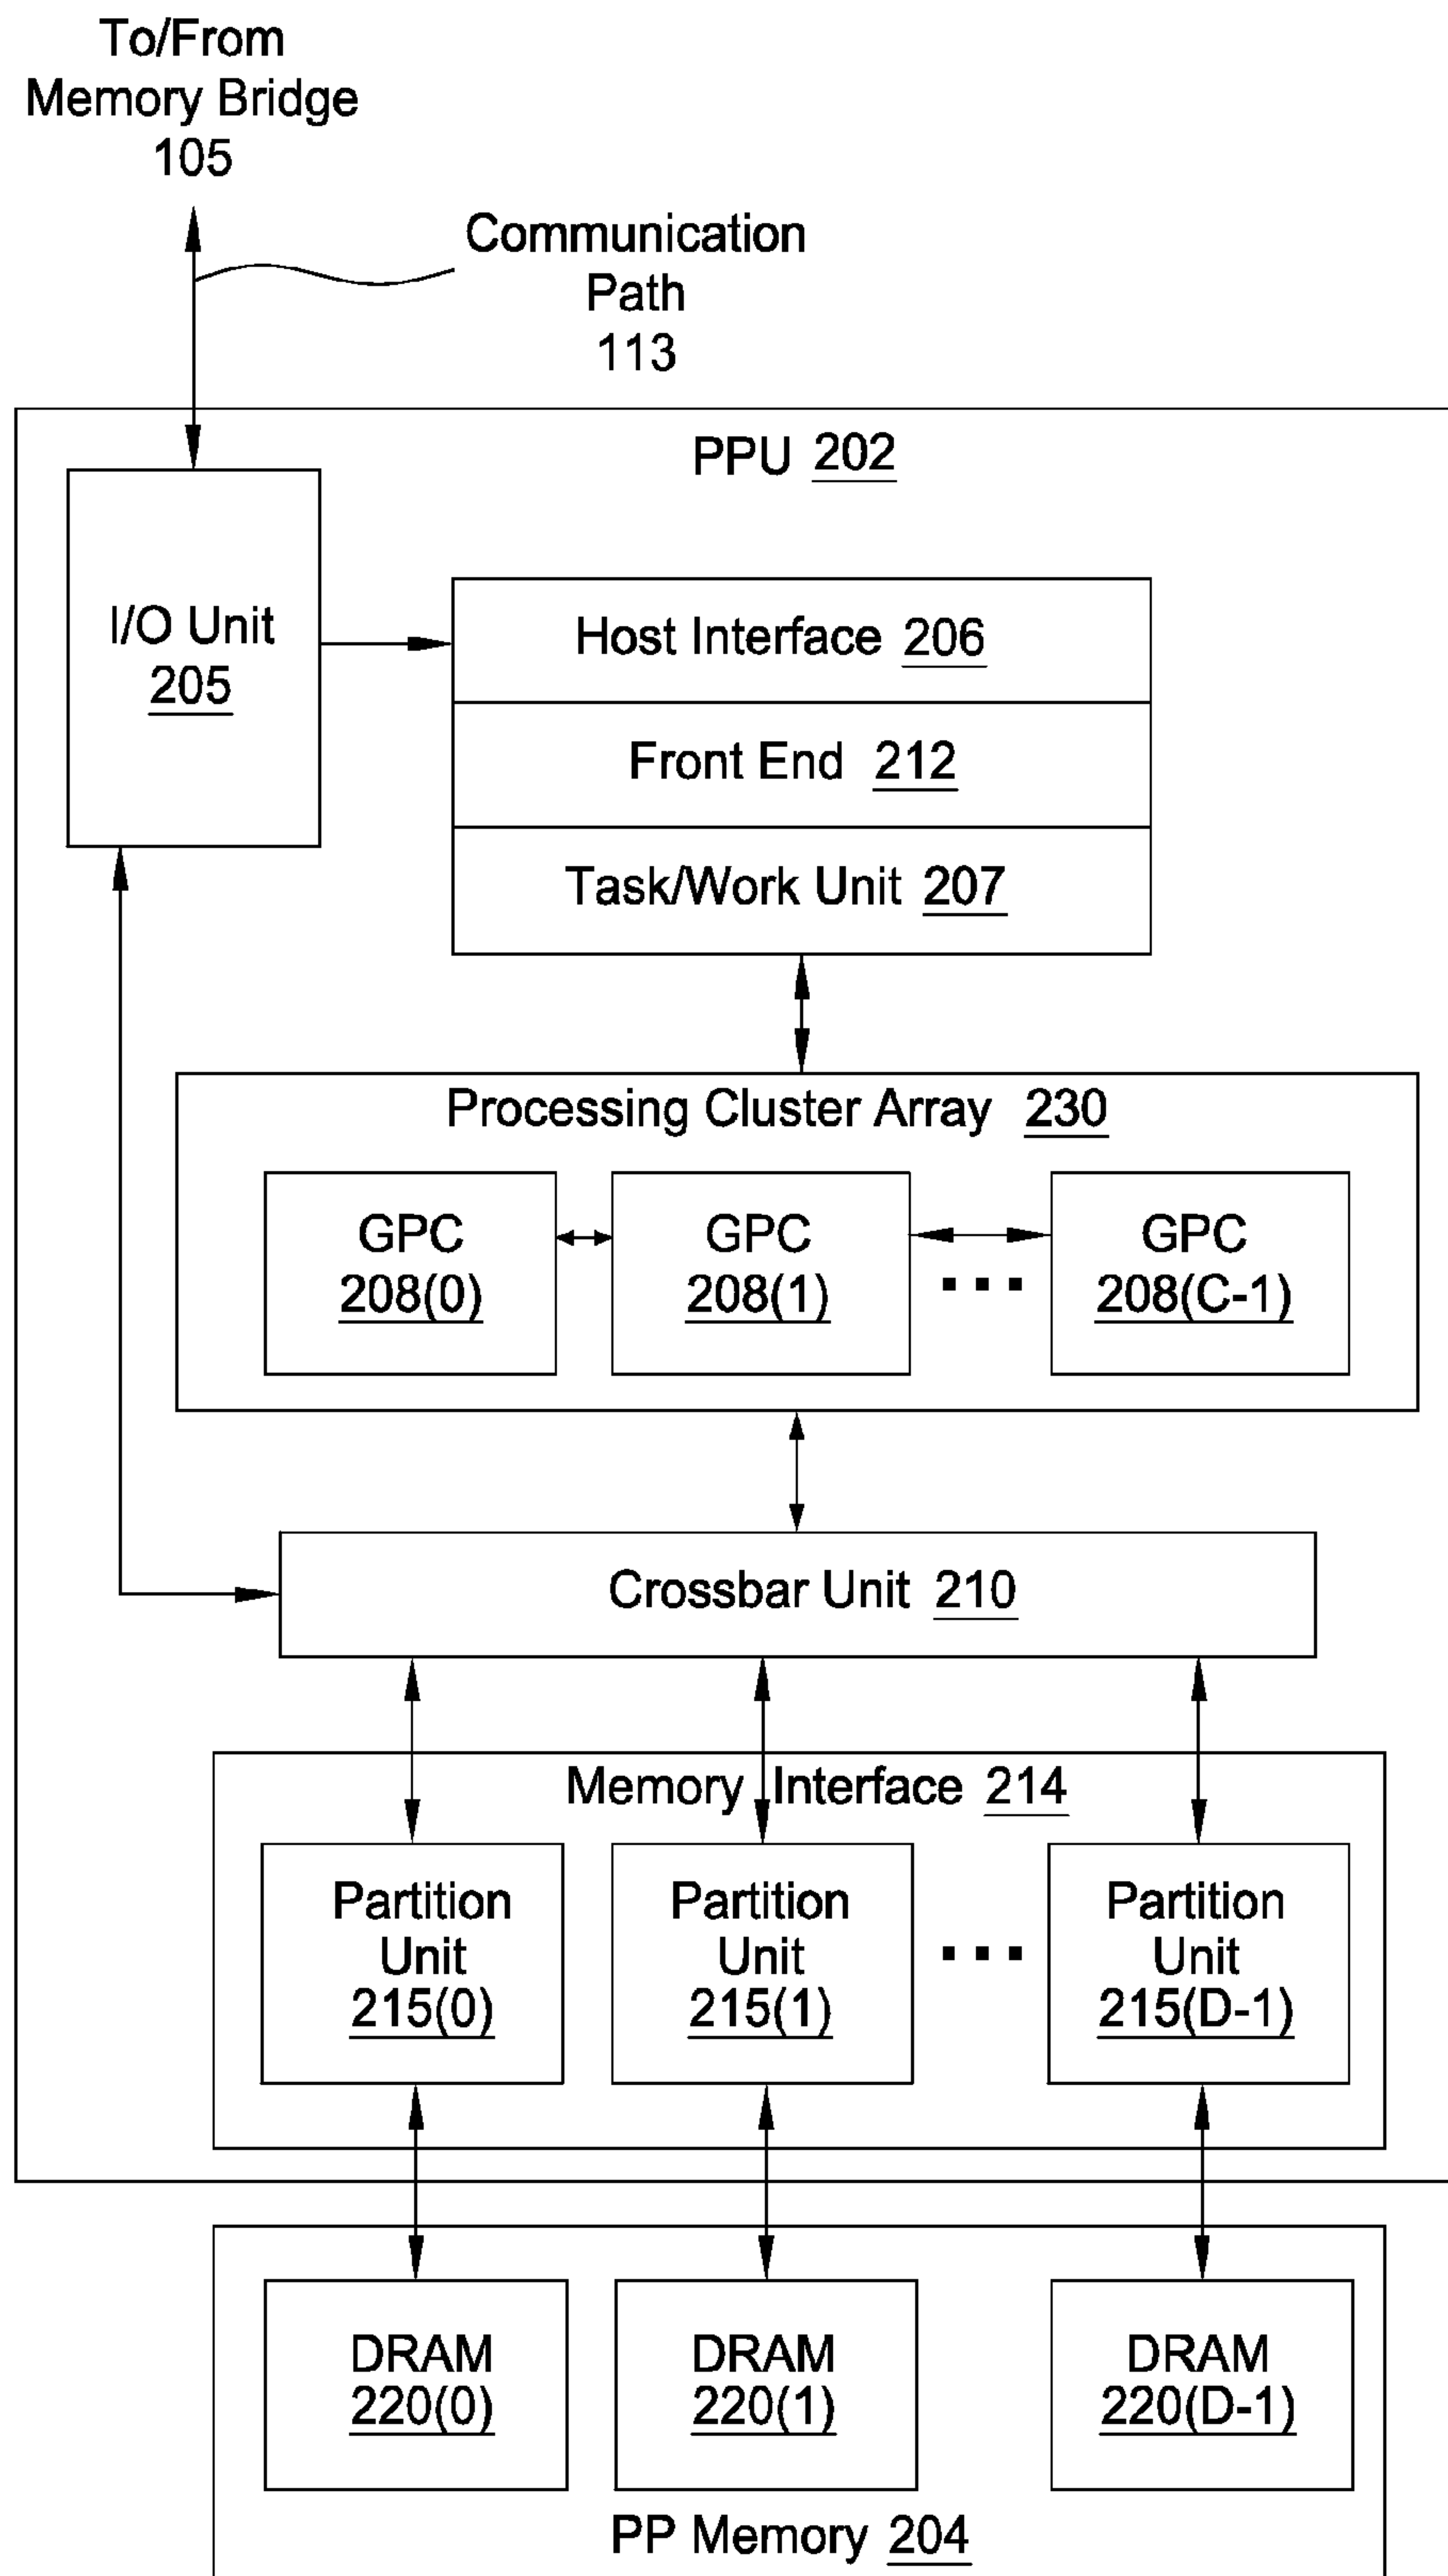 To/From
Memory Bridge
105
Communication
Path
113
PPU 202
I/O Unit
205
Host Interface 206
Front End 212
Task/Work Unit 207
Processing Cluster Array 230
GPC
208(0)
GPC
208(1)
...
GPC
208(C-1)
Crossbar Unit 210
Memory Interface 214
Partition
Unit
215(0)
Partition
Unit
215(1)
...
Partition
Unit
215(D-1)
DRAM
220(0)
DRAM
220(1)
DRAM
220(D-1)
PP Memory 204